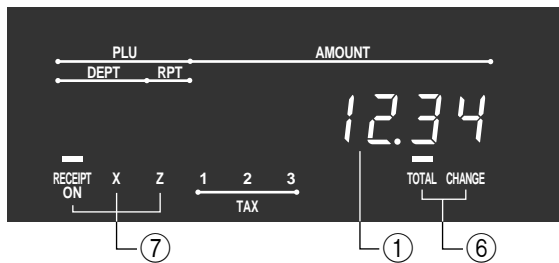 PLU AMOUNT
DEPT RPT
12.34
RECEIPT ON X Z 1 2 3 TOTAL CHANGE
TAX
⑦ ① ⑥